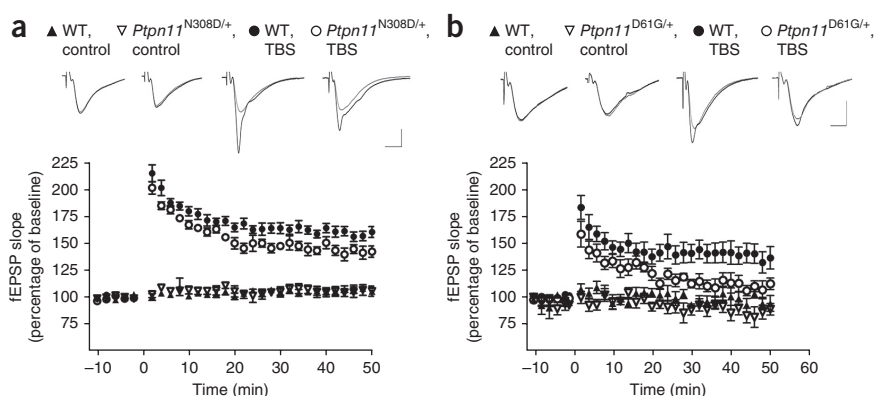 a
▲ WT, control
▽ Ptpn11N308D/+, control
● WT, TBS
○ Ptpn11N308D/+, TBS
225
200
175
150
125
100
75
fEPSP slope
(percentage of baseline)
–10 0 10 20 30 40 50
Time (min)
b
▲ WT, control
▽ Ptpn11D61G/+, control
● WT, TBS
○ Ptpn11D61G/+, TBS
225
200
175
150
125
100
75
fEPSP slope
(percentage of baseline)
–10 0 10 20 30 40 50 60
Time (min)